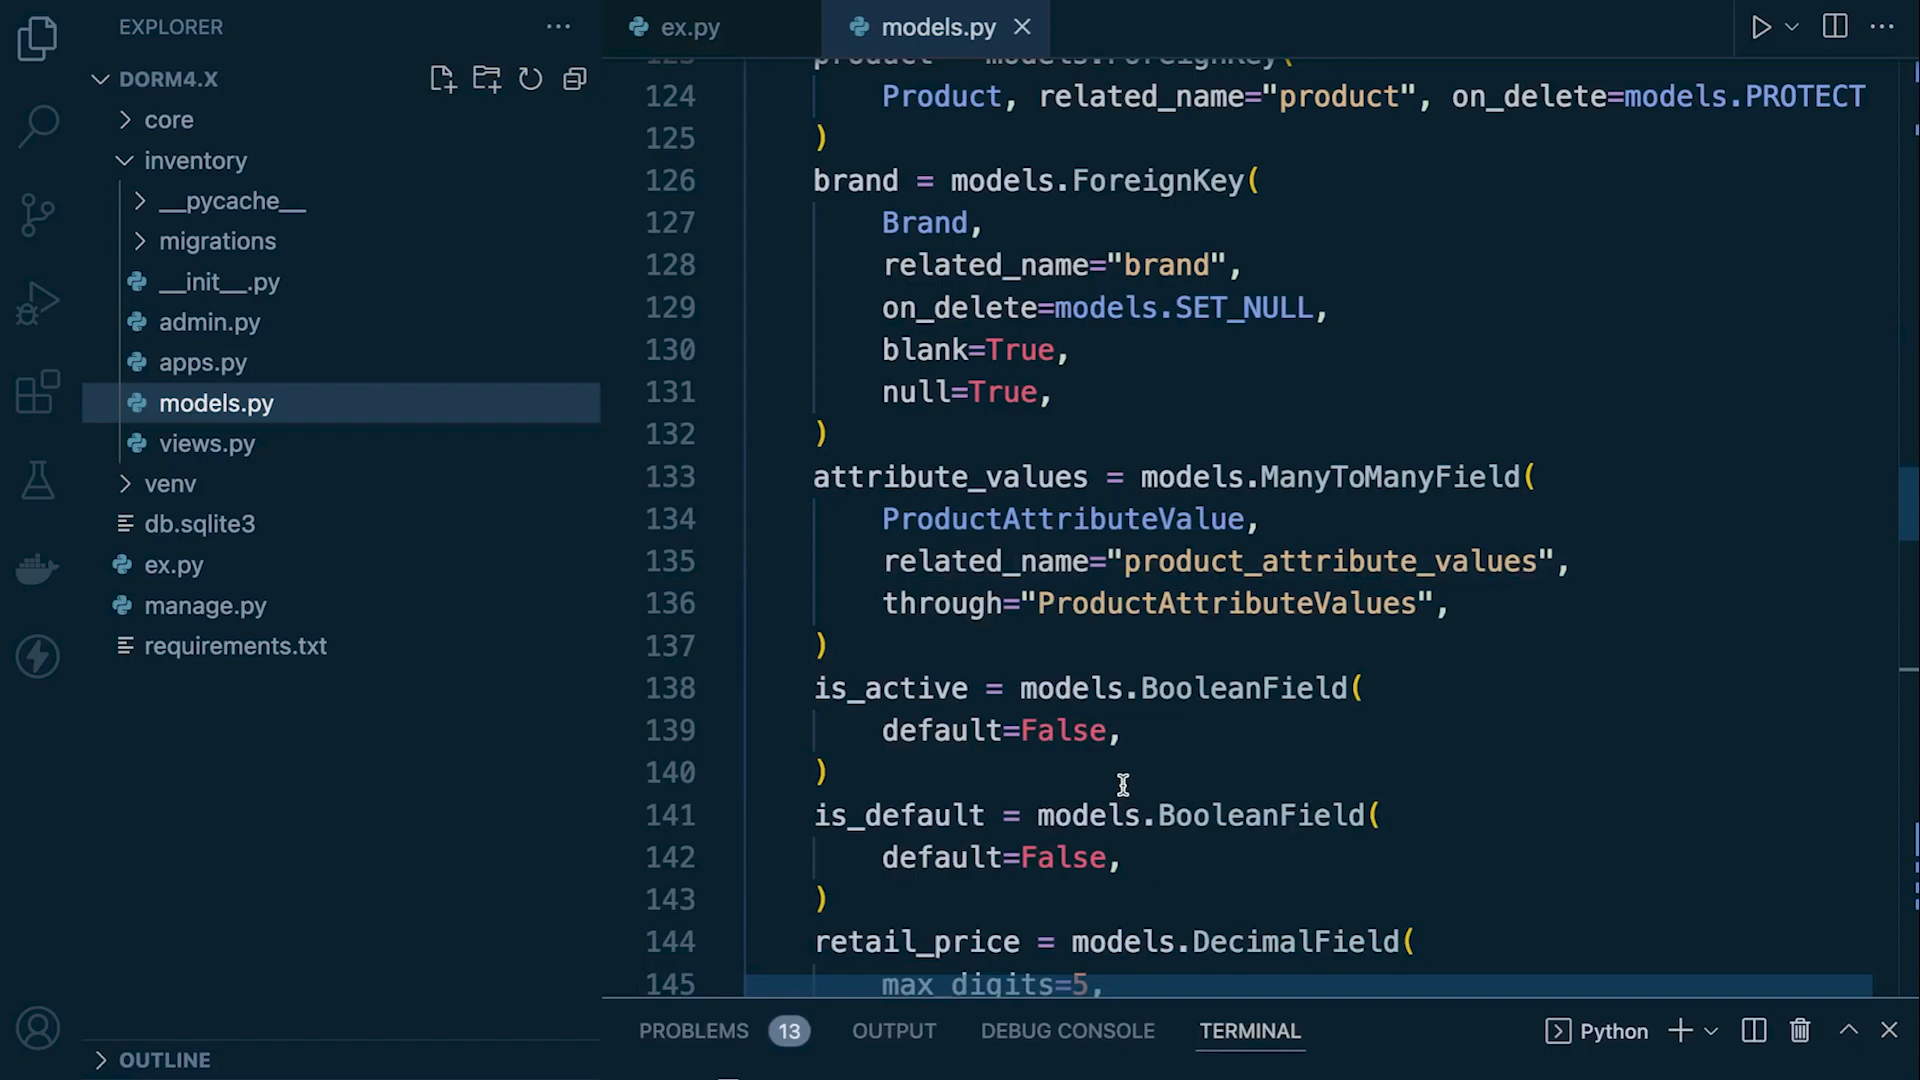 EXPLORER
DORM4.X
core
inventory
__pycache__
migrations
__init__.py
admin.py
apps.py
models.py
views.py
venv
db.sqlite3
ex.py
manage.py
requirements.txt
OUTLINE
ex.py
models.py
123 product = models.ForeignKey(
124 Product, related_name="product", on_delete=models.PROTECT
125 )
126 brand = models.ForeignKey(
127 Brand,
128 related_name="brand",
129 on_delete=models.SET_NULL,
130 blank=True,
131 null=True,
132 )
133 attribute_values = models.ManyToManyField(
134 ProductAttributeValue,
135 related_name="product_attribute_values",
136 through="ProductAttributeValues",
137 )
138 is_active = models.BooleanField(
139 default=False,
140 )
141 is_default = models.BooleanField(
142 default=False,
143 )
144 retail_price = models.DecimalField(
145 max_digits=5,
PROBLEMS 13 OUTPUT DEBUG CONSOLE TERMINAL Python